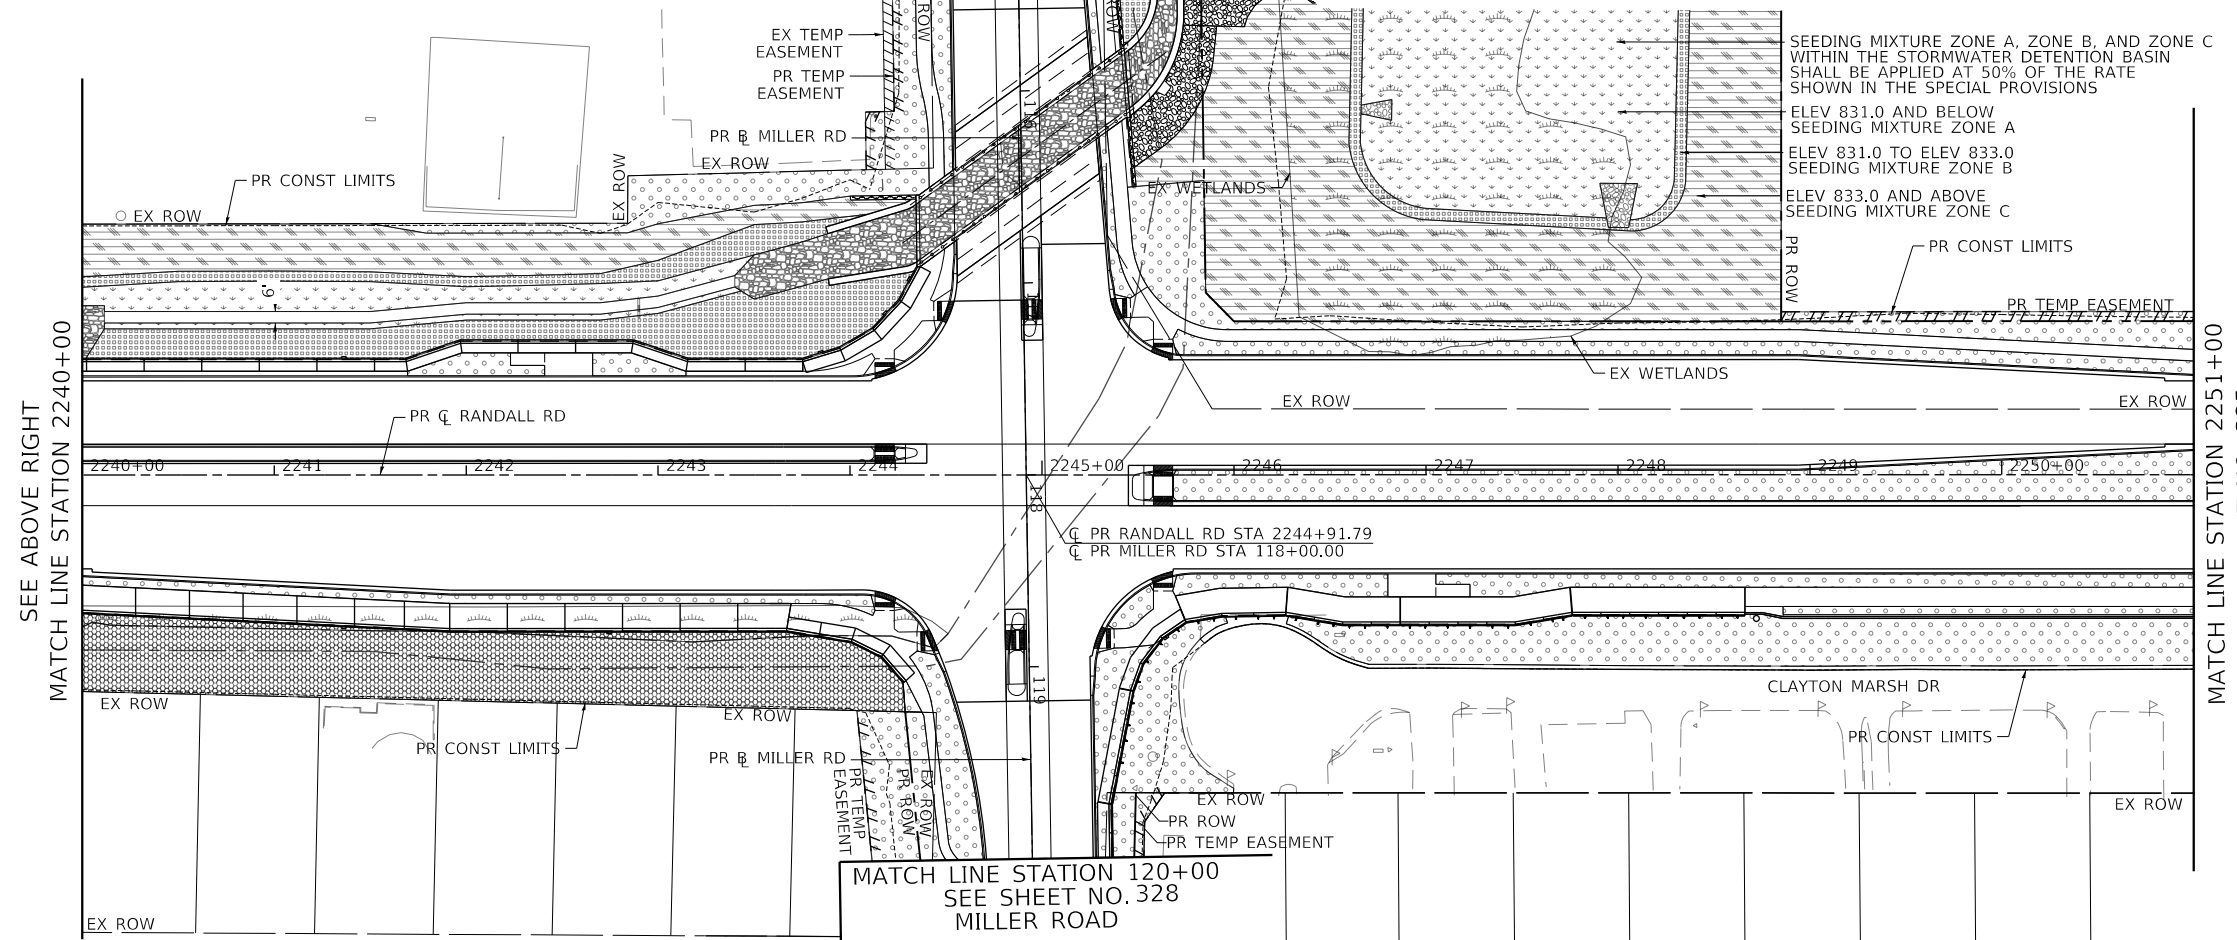 EX TEMP
EASEMENT
PR TEMP
EASEMENT
ROW
ROW
SEEDING MIXTURE ZONE A, ZONE B, AND ZONE C
WITHIN THE STORMWATER DETENTION BASIN
SHALL BE APPLIED AT 50% OF THE RATE
SHOWN IN THE SPECIAL PROVISIONS
ELEV 831.0 AND BELOW
SEEDING MIXTURE ZONE A
ELEV 831.0 TO ELEV 833.0
SEEDING MIXTURE ZONE B
ELEV 833.0 AND ABOVE
SEEDING MIXTURE ZONE C
PR BL MILLER RD
EX ROW
EX ROW
PR CONST LIMITS
EX ROW
EX WETLANDS
PR ROW
PR CONST LIMITS
PR TEMP EASEMENT
6'
EX WETLANDS
SEE ABOVE RIGHT
MATCH LINE STATION 2240+00
MATCH LINE STATION 2251+00
PR CL RANDALL RD
EX ROW
EX ROW
2240+00
2241
2242
2243
2244
2245+00
2246
2247
2248
2249
2250+00
118
CL PR RANDALL RD STA 2244+91.79
CL PR MILLER RD STA 118+00.00
119
EX ROW
EX ROW
PR CONST LIMITS
PR BL MILLER RD
PR TEMP
EASEMENT
PR ROW
EX ROW
CLAYTON MARSH DR
PR CONST LIMITS
EX ROW
PR ROW
PR TEMP EASEMENT
EX ROW
EX ROW
MATCH LINE STATION 120+00
SEE SHEET NO. 328
MILLER ROAD